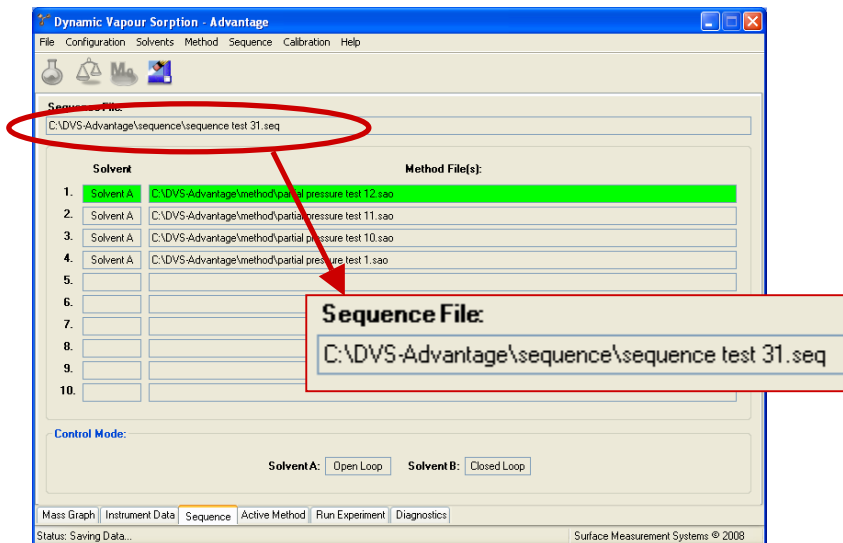 Dynamic Vapour Sorption - Advantage
File Configuration Solvents Method Sequence Calibration Help
Sequence File:
C:\DVS-Advantage\sequence\sequence test 31.seq
Solvent Method File(s):
1. Solvent A C:\DVS-Advantage\method\partial pressure test 12.sao
2. Solvent A C:\DVS-Advantage\method\partial pressure test 11.sao
3. Solvent A C:\DVS-Advantage\method\partial pressure test 10.sao
4. Solvent A C:\DVS-Advantage\method\partial pressure test 1.sao
5.
6.
7.
8.
9.
10.
Sequence File:
C:\DVS-Advantage\sequence\sequence test 31.seq
Control Mode:
Solvent A: Open Loop Solvent B: Closed Loop
Mass Graph Instrument Data Sequence Active Method Run Experiment Diagnostics
Status: Saving Data... Surface Measurement Systems © 2008